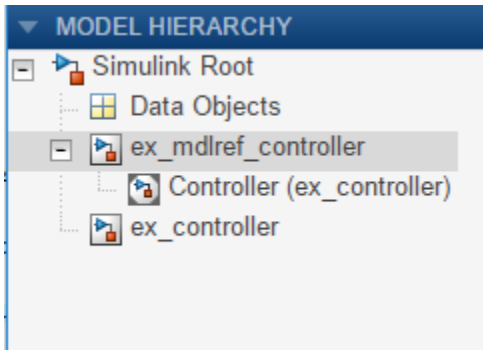 MODEL HIERARCHY
Simulink Root
Data Objects
ex_mdlref_controller
Controller (ex_controller)
ex_controller